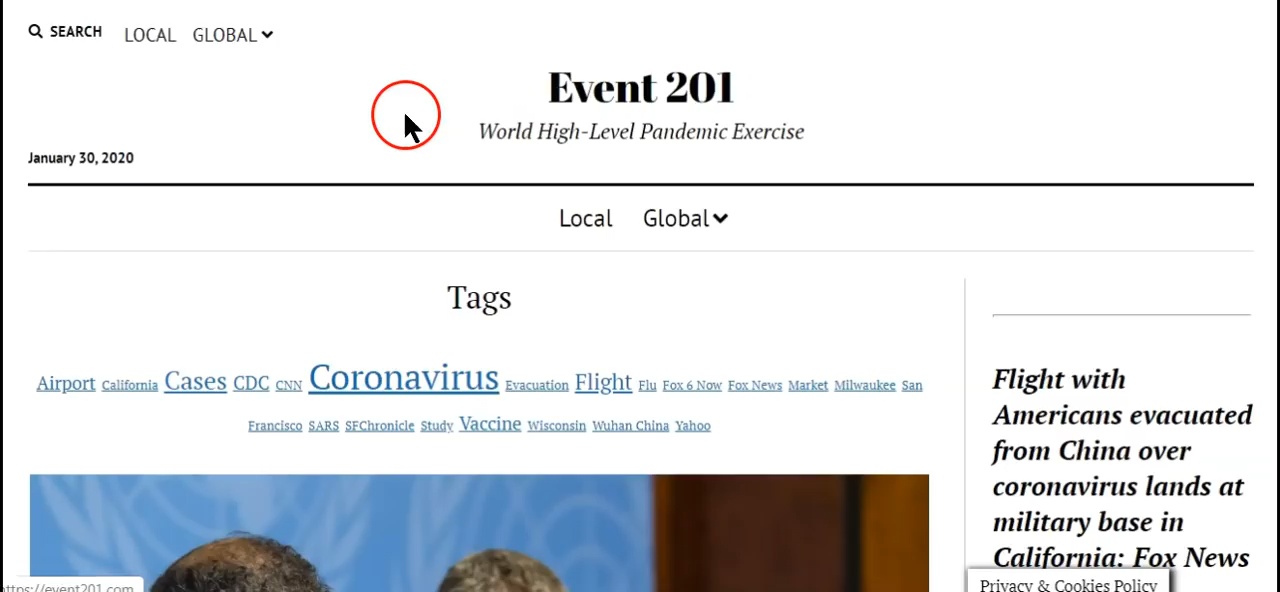 SEARCH LOCAL GLOBAL
Event 201
World High-Level Pandemic Exercise
January 30, 2020
Local Global
Tags
Airport California Cases CDC CNN Coronavirus Evacuation Flight Flu Fox 6 Now Fox News Market Milwaukee San
Francisco SARS SFChronicle Study Vaccine Wisconsin Wuhan China Yahoo
Flight with
Americans evacuated
from China over
coronavirus lands at
military base in
California: Fox News
ttps://event201.com
Privacy & Cookies Policy